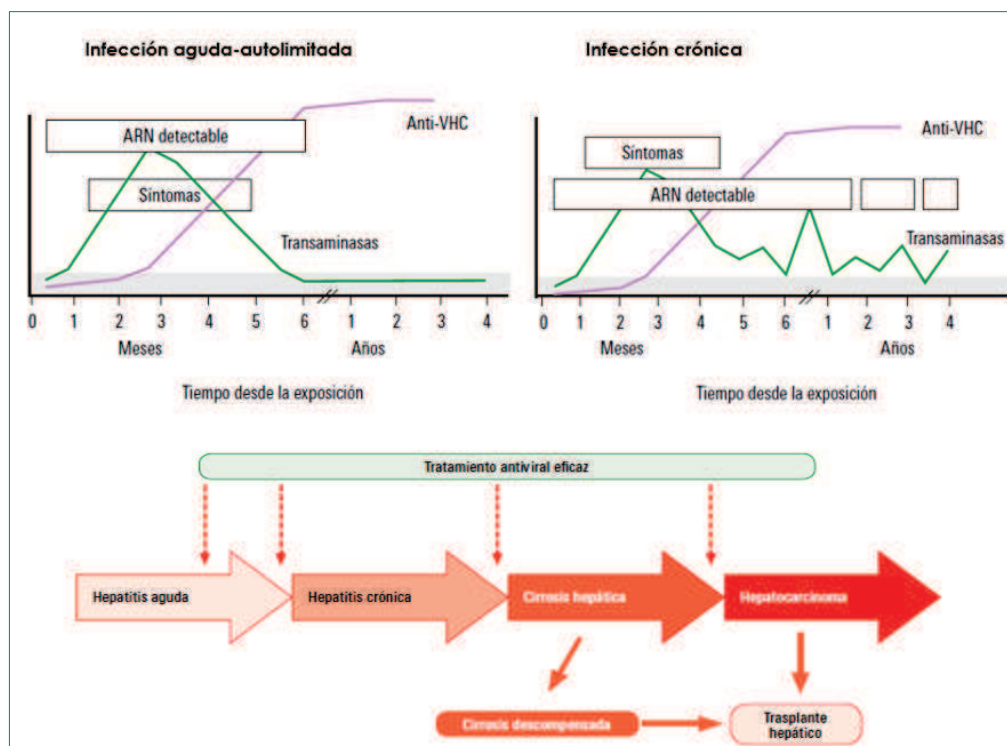 Infección aguda-autolimitada
ARN detectable
Síntomas
Anti-VHC
Transaminasas
0 1 2 3 4 5 6 1 2 3 4
Meses Años
Tiempo desde la exposición
Infección crónica
Síntomas
Anti-VHC
ARN detectable
Transaminasas
0 1 2 3 4 5 6 1 2 3 4
Meses Años
Tiempo desde la exposición
Tratamiento antiviral eficaz
Hepatitis aguda
Hepatitis crónica
Cirrosis hepática
Hepatocarcinoma
Cirrosis descompensada
Trasplante
hepático